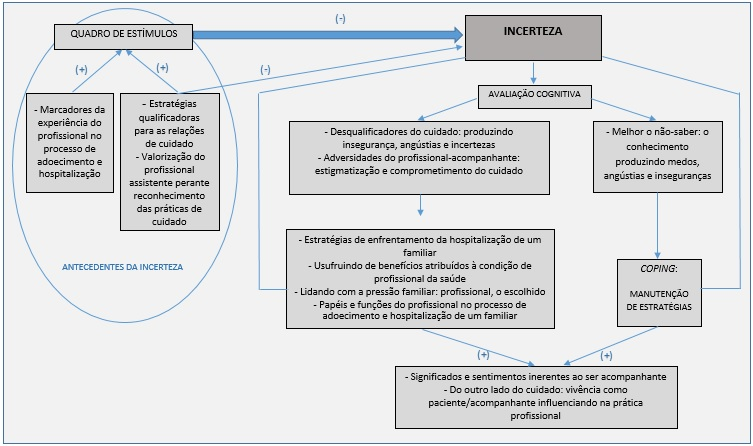 (-)
QUADRO DE ESTÍMULOS
INCERTEZA
(+)
(+)
(-)
- Marcadores da
experiência do
profissional no
processo de
adoecimento e
hospitalização
- Estratégias
qualificadoras
para as relações
de cuidado
- Valorização do
profissional
assistente perante
reconhecimento
das práticas de
cuidado
ANTECEDENTES DA INCERTEZA
AVALIAÇÃO COGNITIVA
- Desqualificadores do cuidado: produzindo
insegurança, angústias e incertezas
- Adversidades do profissional-acompanhante:
estigmatização e comprometimento do cuidado
- Melhor o não-saber: o
conhecimento
produzindo medos,
angústias e inseguranças
- Estratégias de enfrentamento da hospitalização de um
familiar
- Usufruindo de benefícios atribuídos à condição de
profissional da saúde
- Lidando com a pressão familiar: profissional, o escolhido
- Papéis e funções do profissional no processo de
adoecimento e hospitalização de um familiar
COPING:
MANUTENÇÃO
DE ESTRATÉGIAS
(+)
(+)
- Significados e sentimentos inerentes ao ser acompanhante
- Do outro lado do cuidado: vivência como
paciente/acompanhante influenciando na prática
profissional